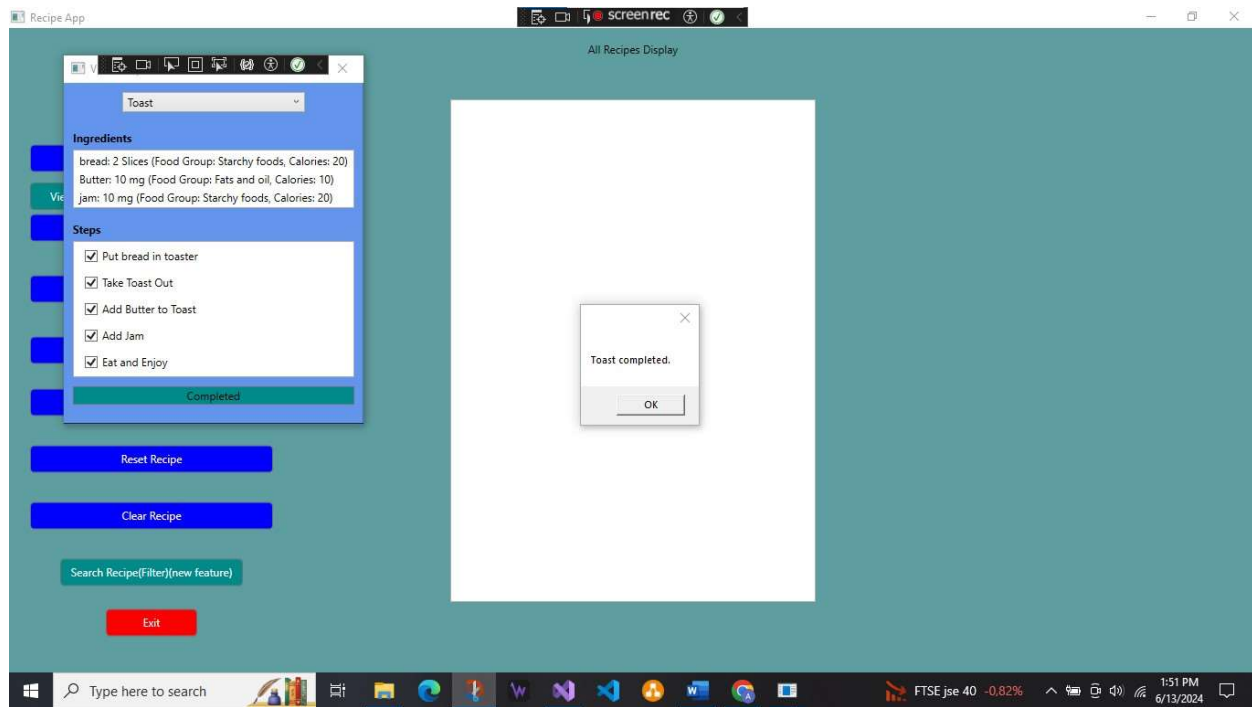 Recipe App
screenrec
All Recipes Display
Toast
Ingredients
bread: 2 Slices (Food Group: Starchy foods, Calories: 20)
Butter: 10 mg (Food Group: Fats and oil, Calories: 10)
jam: 10 mg (Food Group: Starchy foods, Calories: 20)
Steps
Put bread in toaster
Take Toast Out
Add Butter to Toast
Add Jam
Eat and Enjoy
Completed
Toast completed.
OK
Reset Recipe
Clear Recipe
Search Recipe(Filter)(new feature)
Exit
Type here to search
FTSE jse 40 -0,82%
1:51 PM
6/13/2024